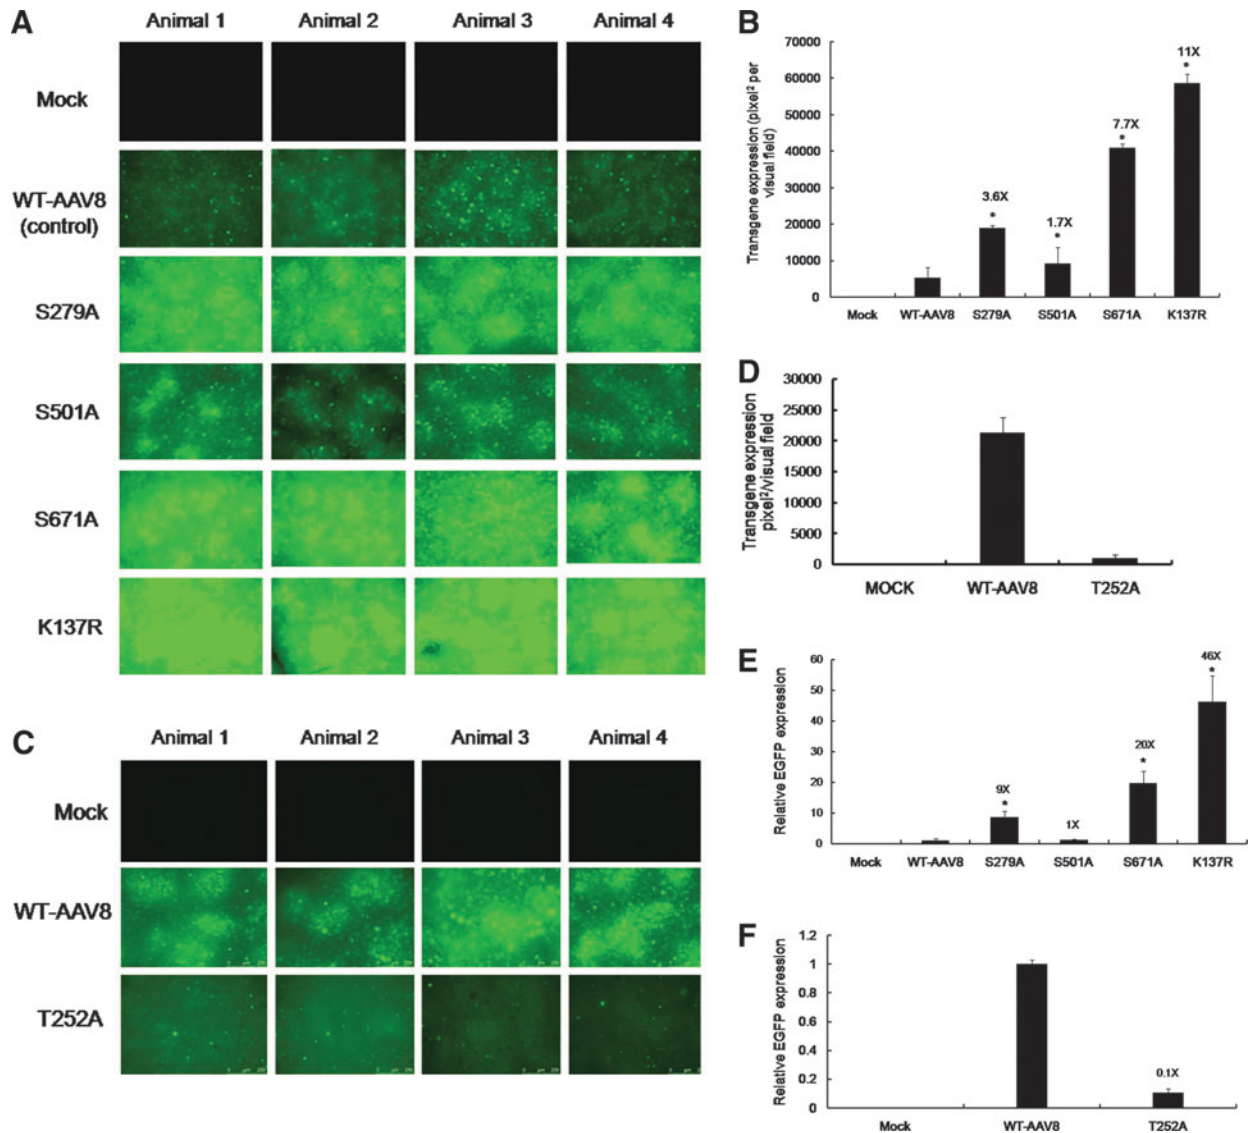 A
Animal 1 Animal 2 Animal 3 Animal 4
Mock
WT-AAV8
(control)
S279A
S501A
S671A
K137R
B
Transgene expression (pixel² per
visual field)
70000
60000
50000
40000
30000
20000
10000
0
3.6X
*
1.7X
*
7.7X
*
11X
*
Mock WT-AAV8 S279A S501A S671A K137R
C
Animal 1 Animal 2 Animal 3 Animal 4
Mock
WT-AAV8
T252A
D
Transgene expression
pixel²/visual field
30000
25000
20000
15000
10000
5000
0
MOCK WT-AAV8 T252A
E
Relative EGFP expression
60
50
40
30
20
10
0
9X
*
1X
20X
*
46X
*
Mock WT-AAV8 S279A S501A S671A K137R
F
Relative EGFP expression
1.2
1
0.8
0.6
0.4
0.2
0
0.1X
Mock WT-AAV8 T252A